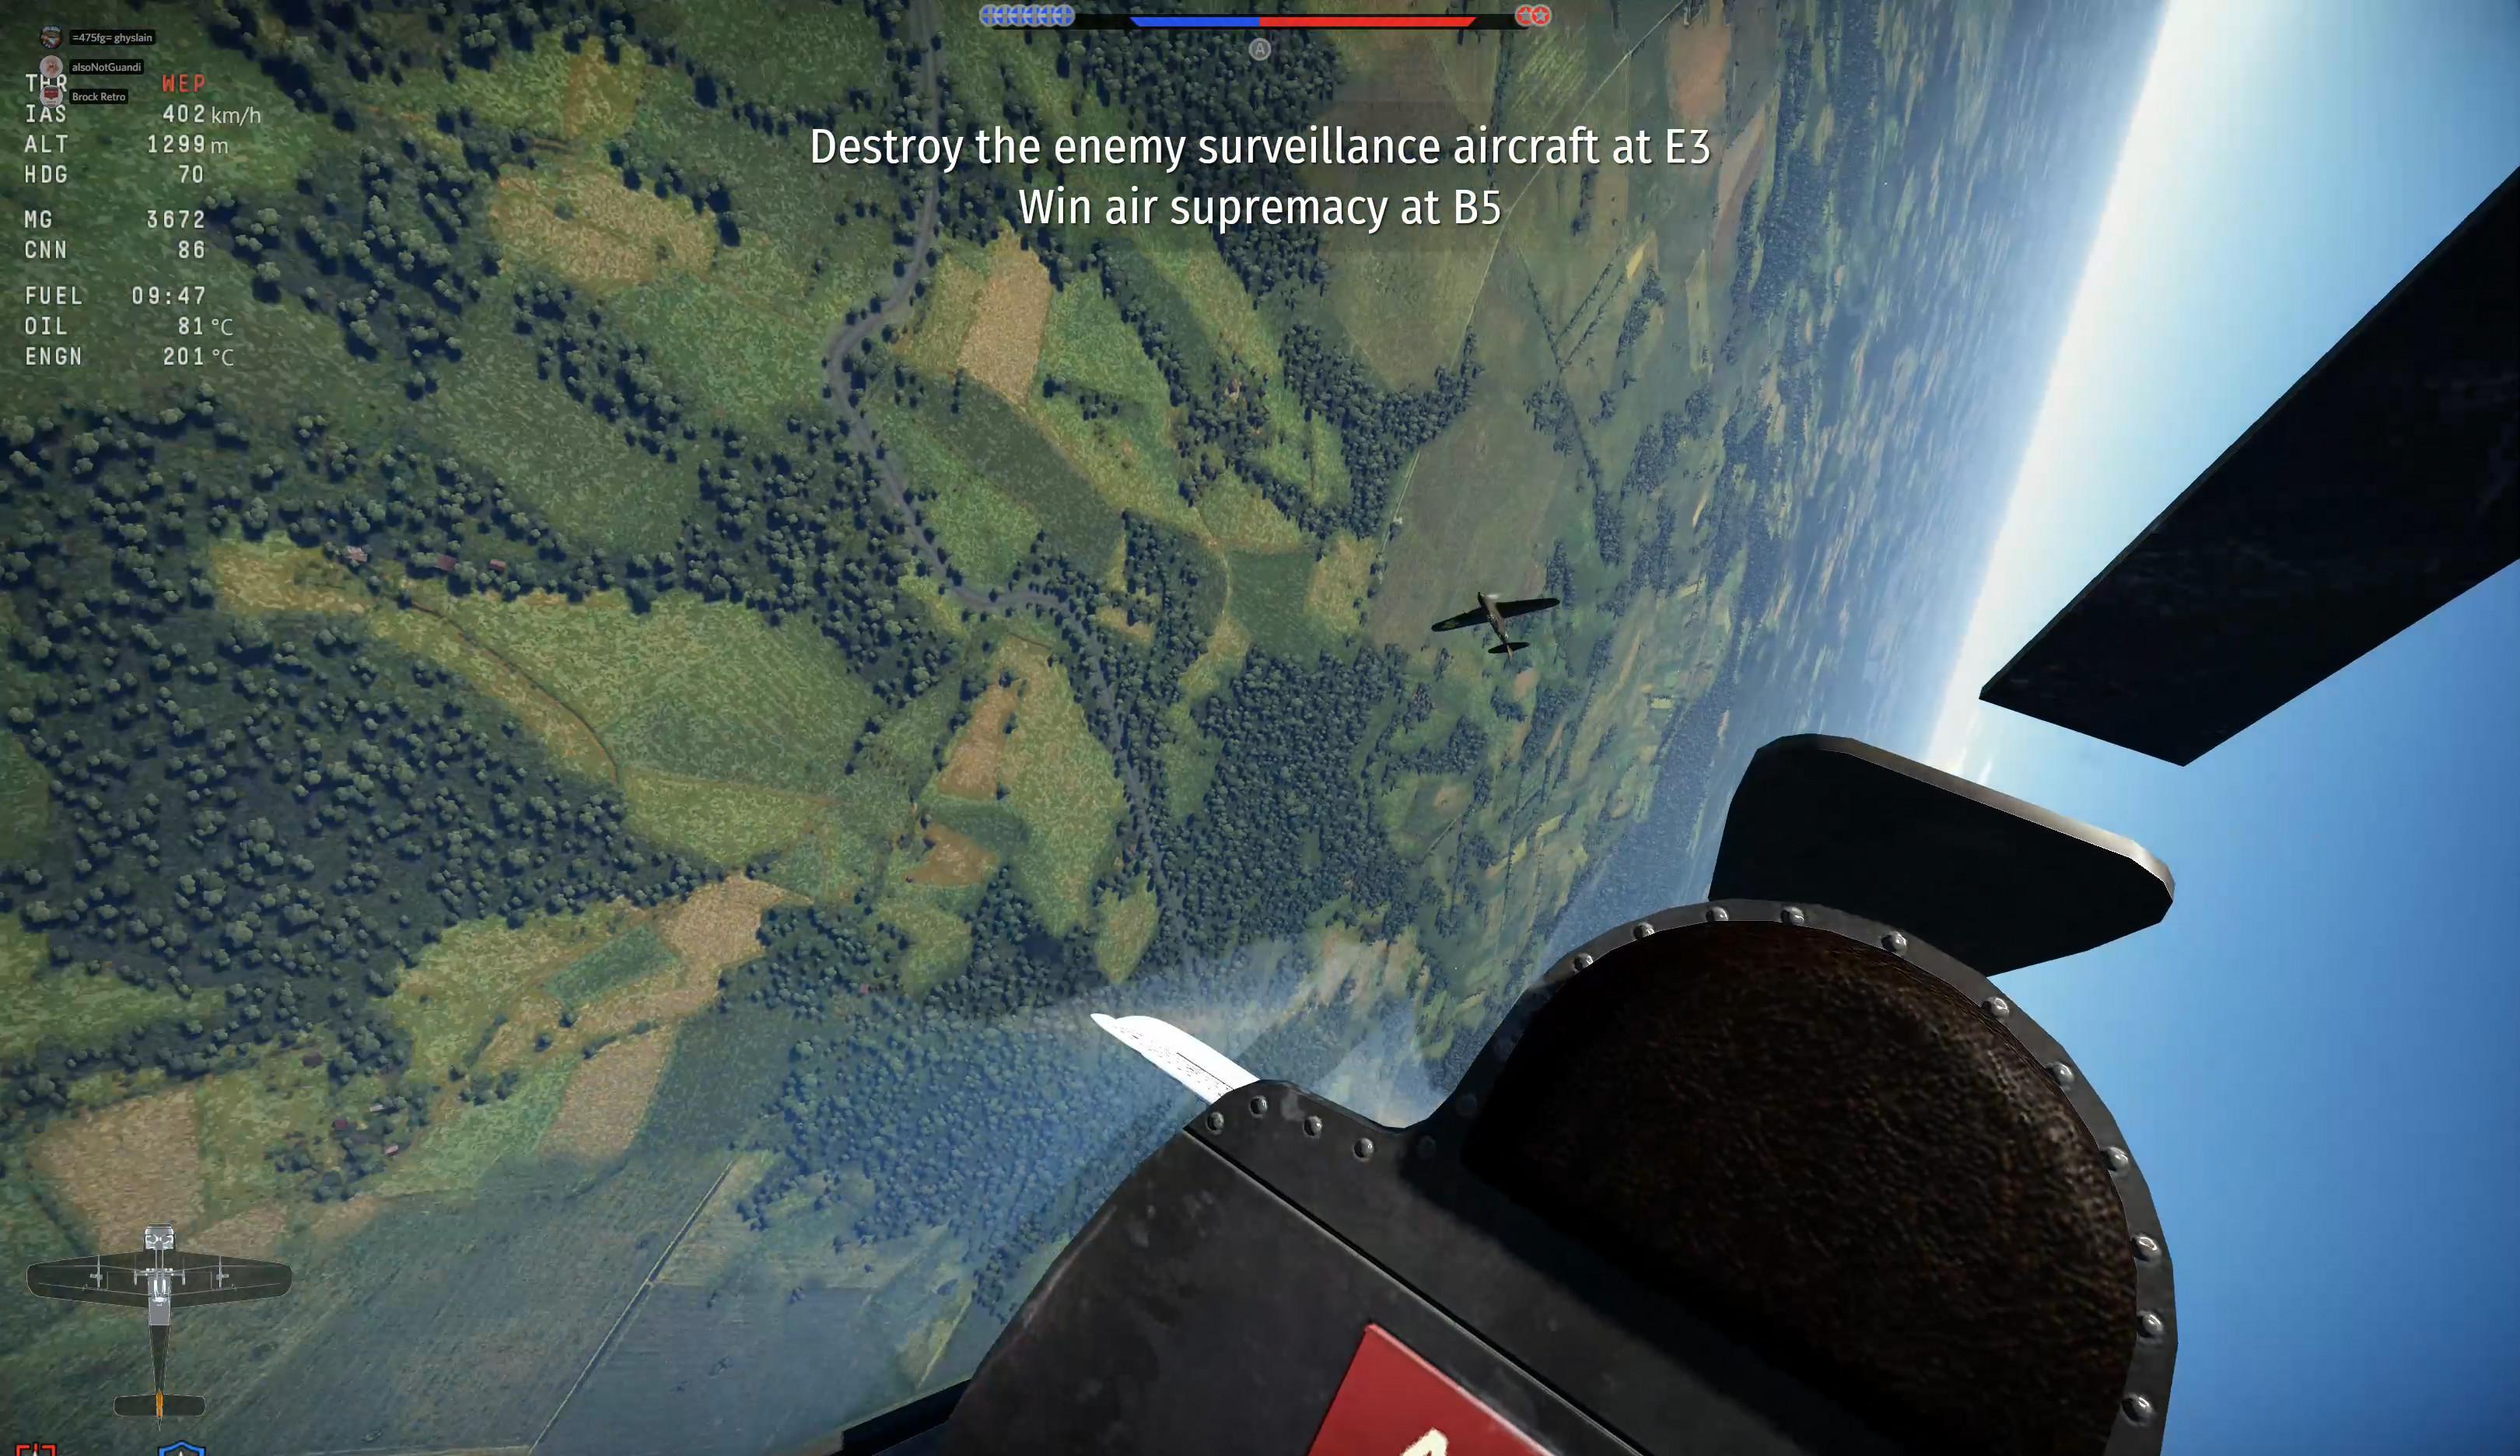 =475fg= ghyslain
alsoNotGuandi
Brock Retro
THR WEP
IAS 402 km/h
ALT 1299 m
HDG 70
MG 3672
CNN 86
FUEL 09:47
OIL 81 °C
ENGN 201 °C
A
Destroy the enemy surveillance aircraft at E3
Win air supremacy at B5